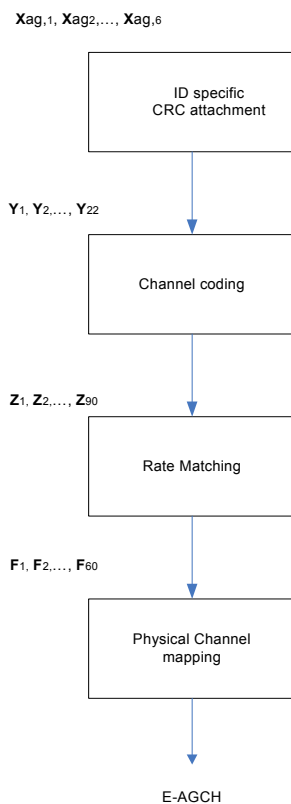 Xag,1, Xag2,..., Xag,6
ID specific
CRC attachment
Y1, Y2,..., Y22
Channel coding
Z1, Z2,..., Z90
Rate Matching
F1, F2,..., F60
Physical Channel
mapping
E-AGCH